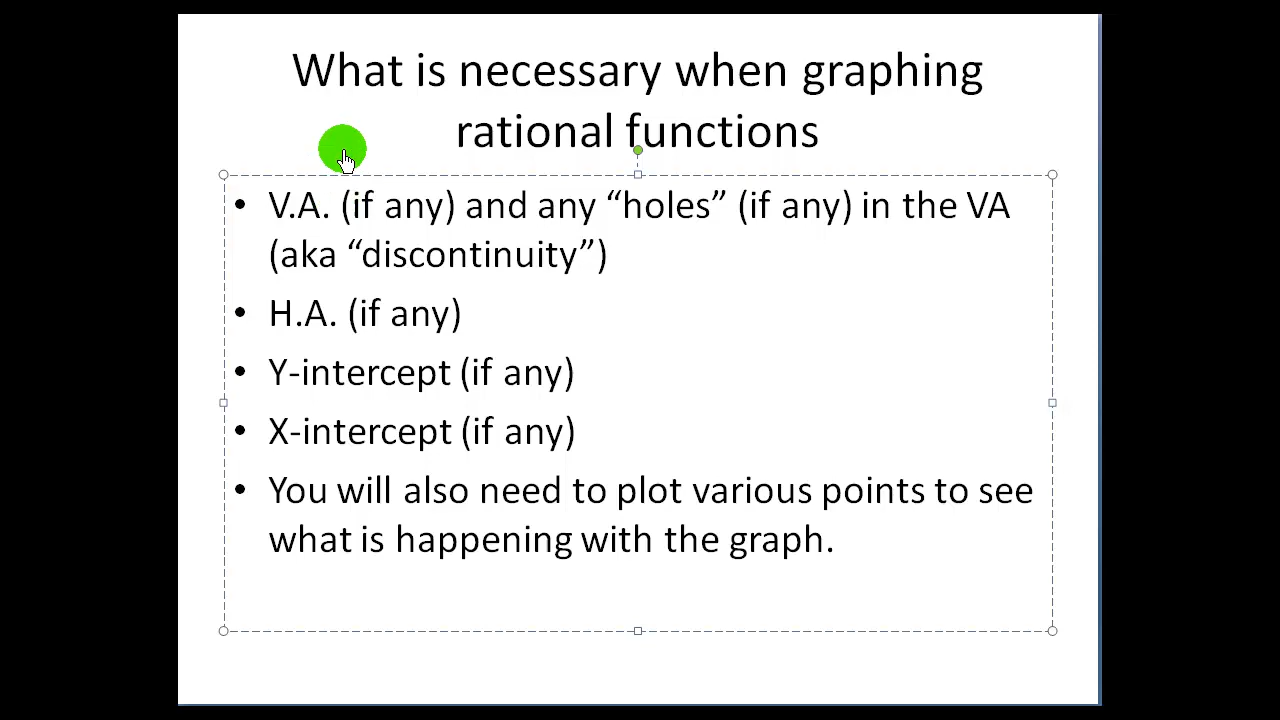 What is necessary when graphing
rational functions
• V.A. (if any) and any “holes” (if any) in the VA
(aka “discontinuity”)
• H.A. (if any)
• Y-intercept (if any)
• X-intercept (if any)
• You will also need to plot various points to see
what is happening with the graph.